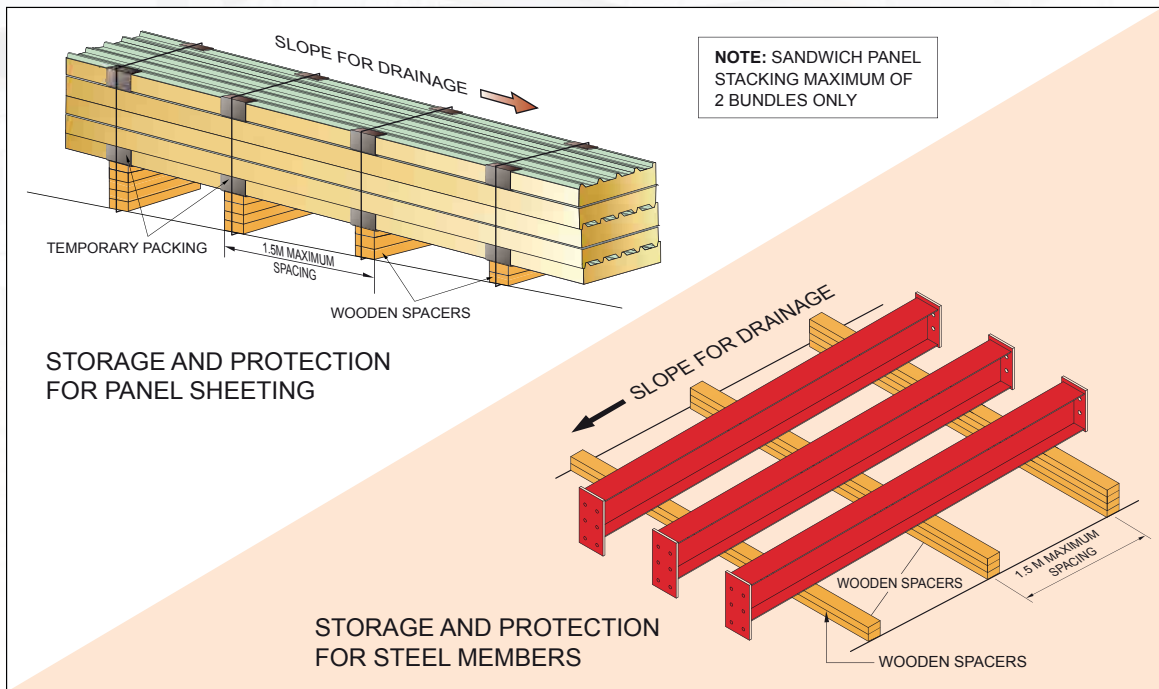 SLOPE FOR DRAINAGE
NOTE: SANDWICH PANEL
STACKING MAXIMUM OF
2 BUNDLES ONLY
TEMPORARY PACKING
1.5M MAXIMUM
SPACING
WOODEN SPACERS
STORAGE AND PROTECTION
FOR PANEL SHEETING
SLOPE FOR DRAINAGE
1.5 M MAXIMUM
SPACING
WOODEN SPACERS
STORAGE AND PROTECTION
FOR STEEL MEMBERS
WOODEN SPACERS